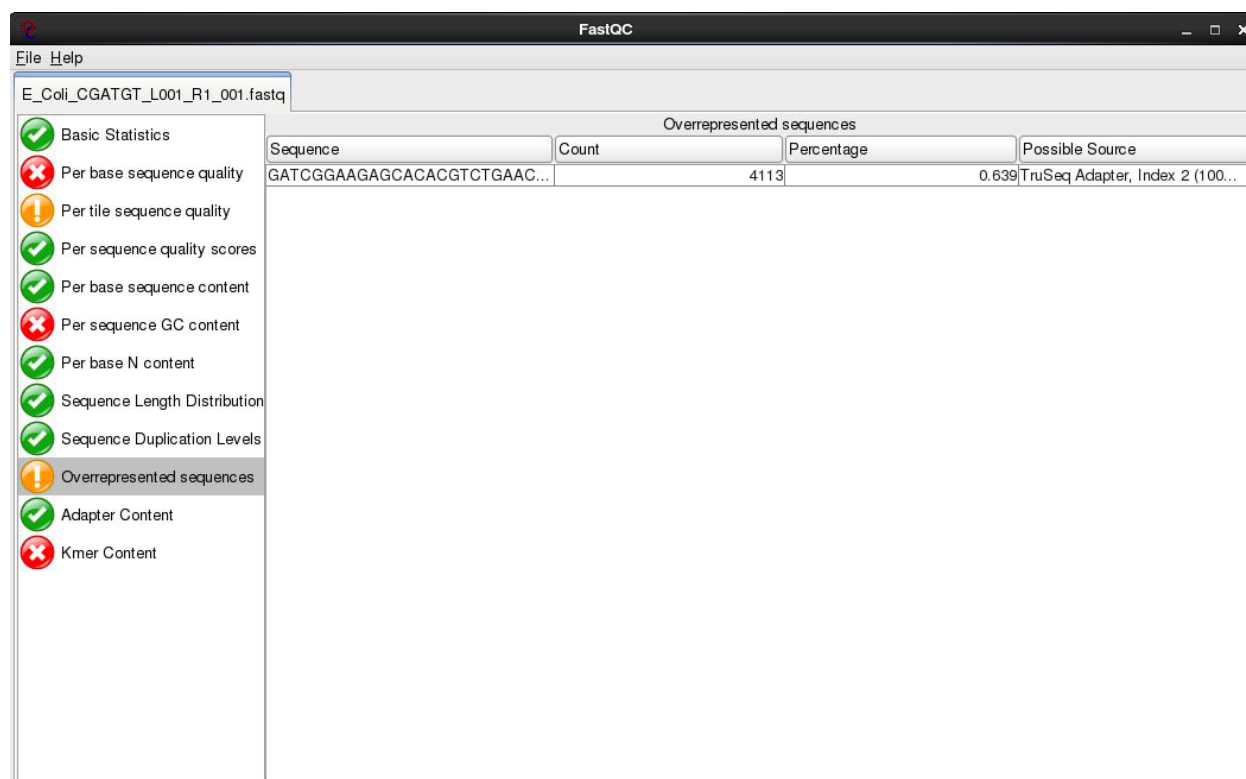 FastQC
File Help
E_Coli_CGATGT_L001_R1_001.fastq
Basic Statistics
Per base sequence quality
Per tile sequence quality
Per sequence quality scores
Per base sequence content
Per sequence GC content
Per base N content
Sequence Length Distribution
Sequence Duplication Levels
Overrepresented sequences
Adapter Content
Kmer Content
Overrepresented sequences
Sequence Count Percentage Possible Source
GATCGGAAGAGCACACGTCTGAAC... 4113 0.639 TruSeq Adapter, Index 2 (100...